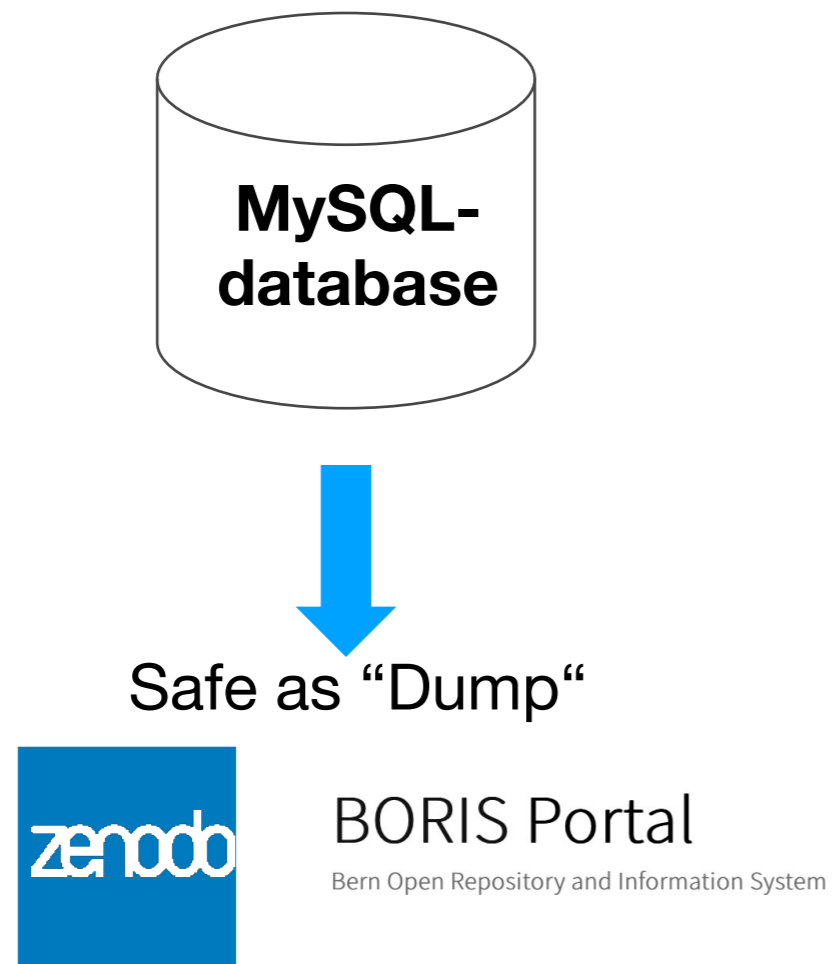 MySQL-
database
Safe as “Dump“
zenodo
BORIS Portal
Bern Open Repository and Information System